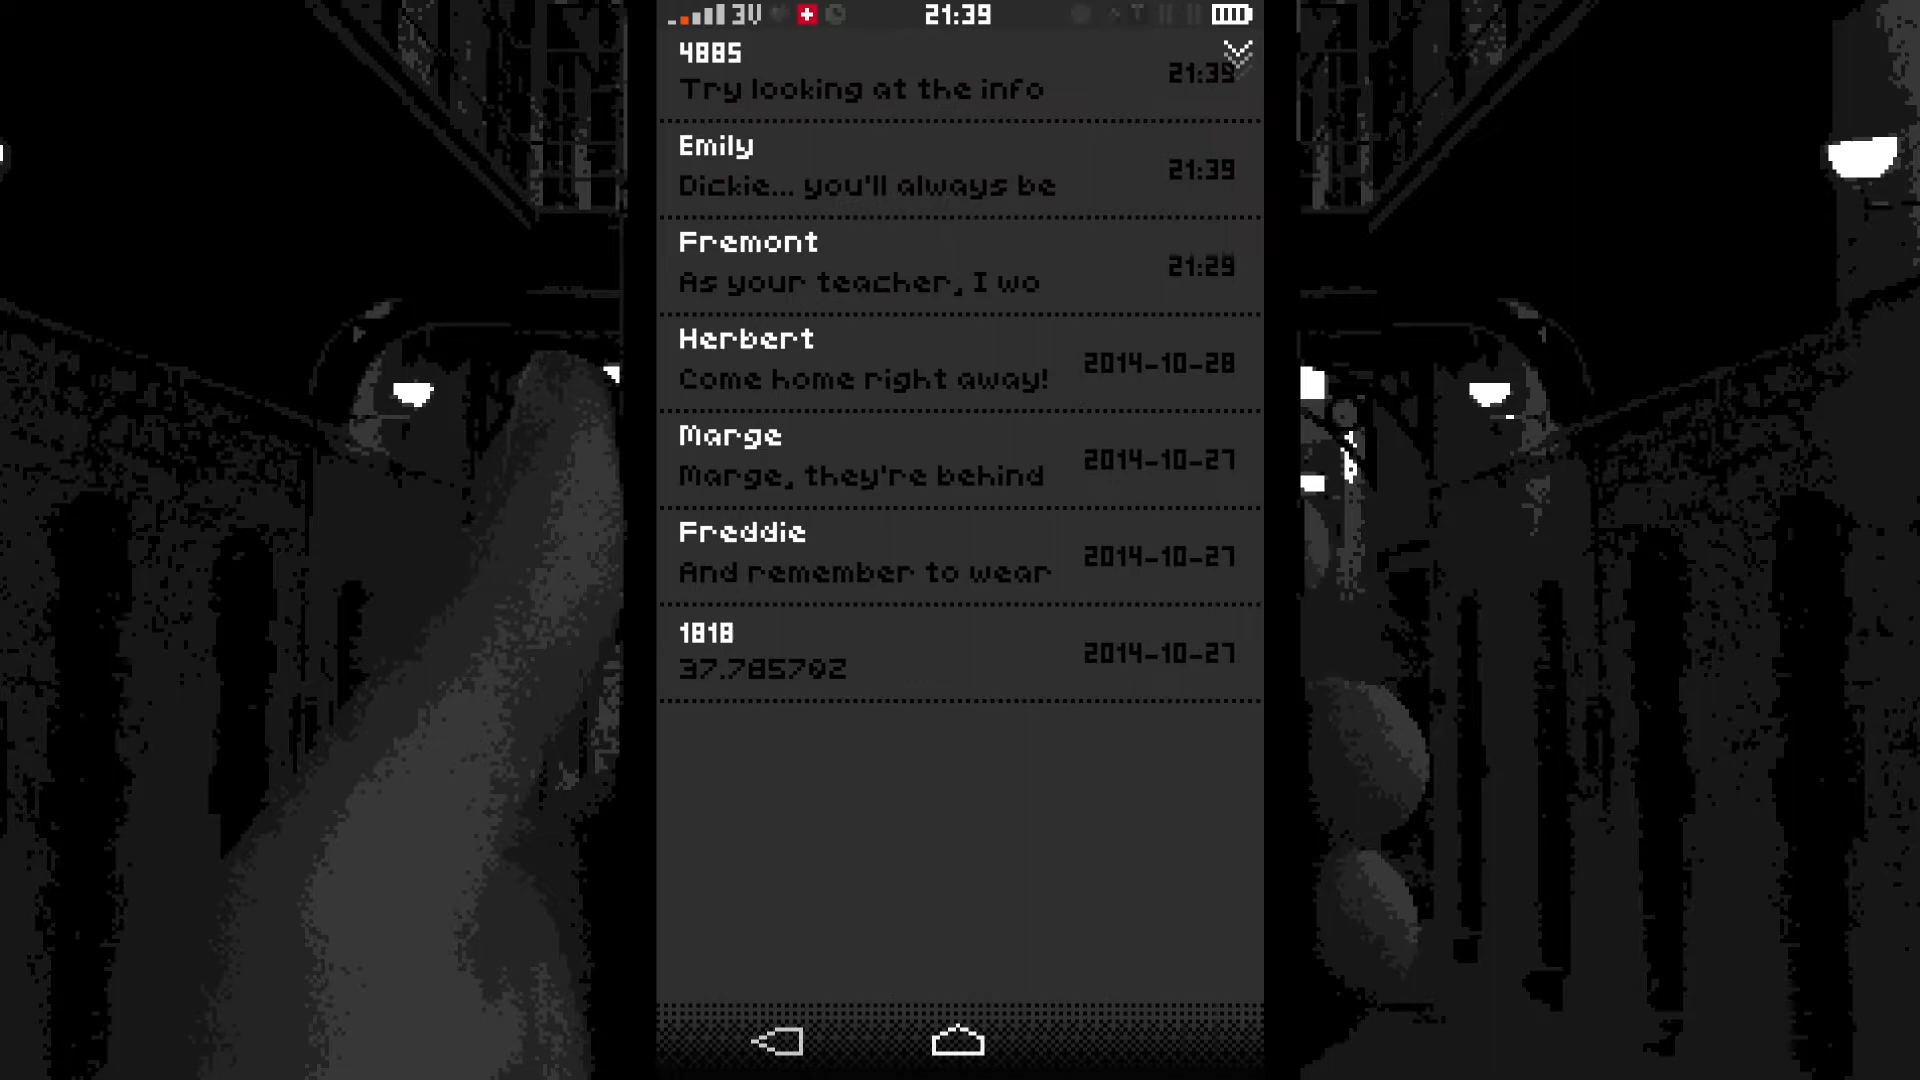 3V 21:39
4885
Try looking at the info 21:39
Emily
Dickie... you'll always be 21:39
Fremont
As your teacher, I wo 21:29
Herbert
Come home right away! 2014-10-28
Marge
Marge, they're behind 2014-10-27
Freddie
And remember to wear 2014-10-27
1818
37.785702 2014-10-27